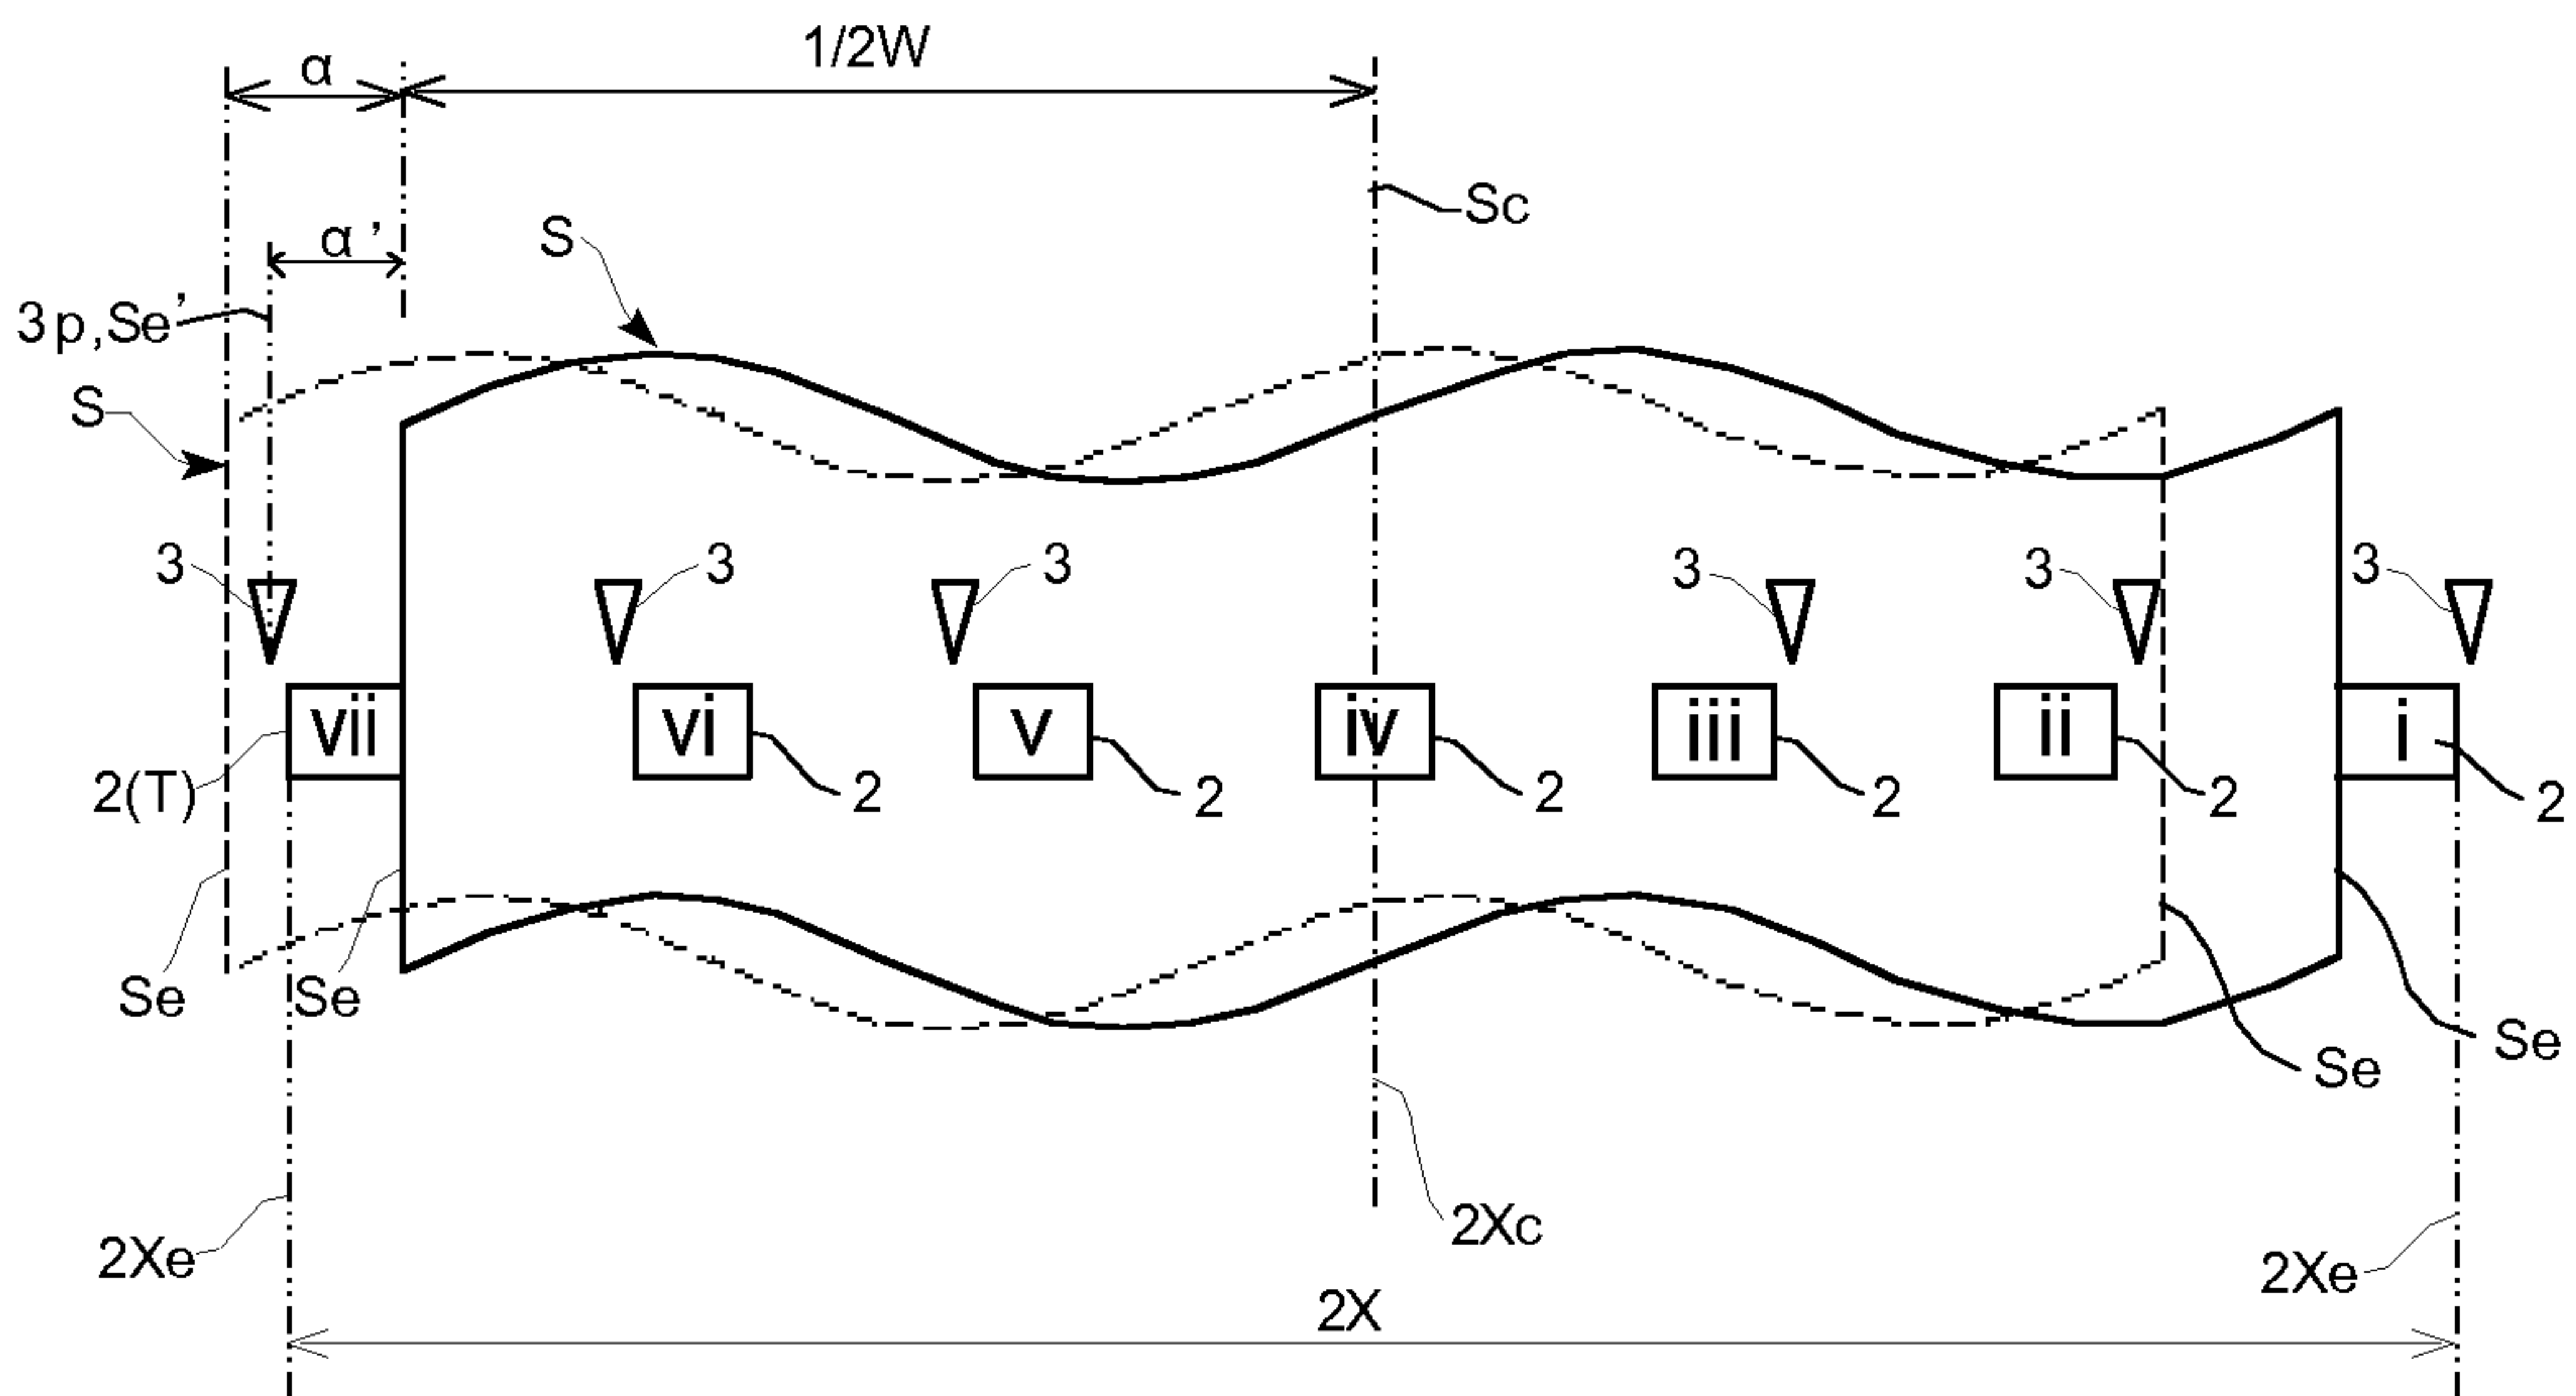 1/2W
α
Sc
S
α’
3p,Se’
S
3
3
3
3
3
3
vii
vi
v
iv
iii
ii
i
2(T)
2
2
2
2
2
2
Se
Se
Se
Se
2Xc
2Xe
2Xe
2X